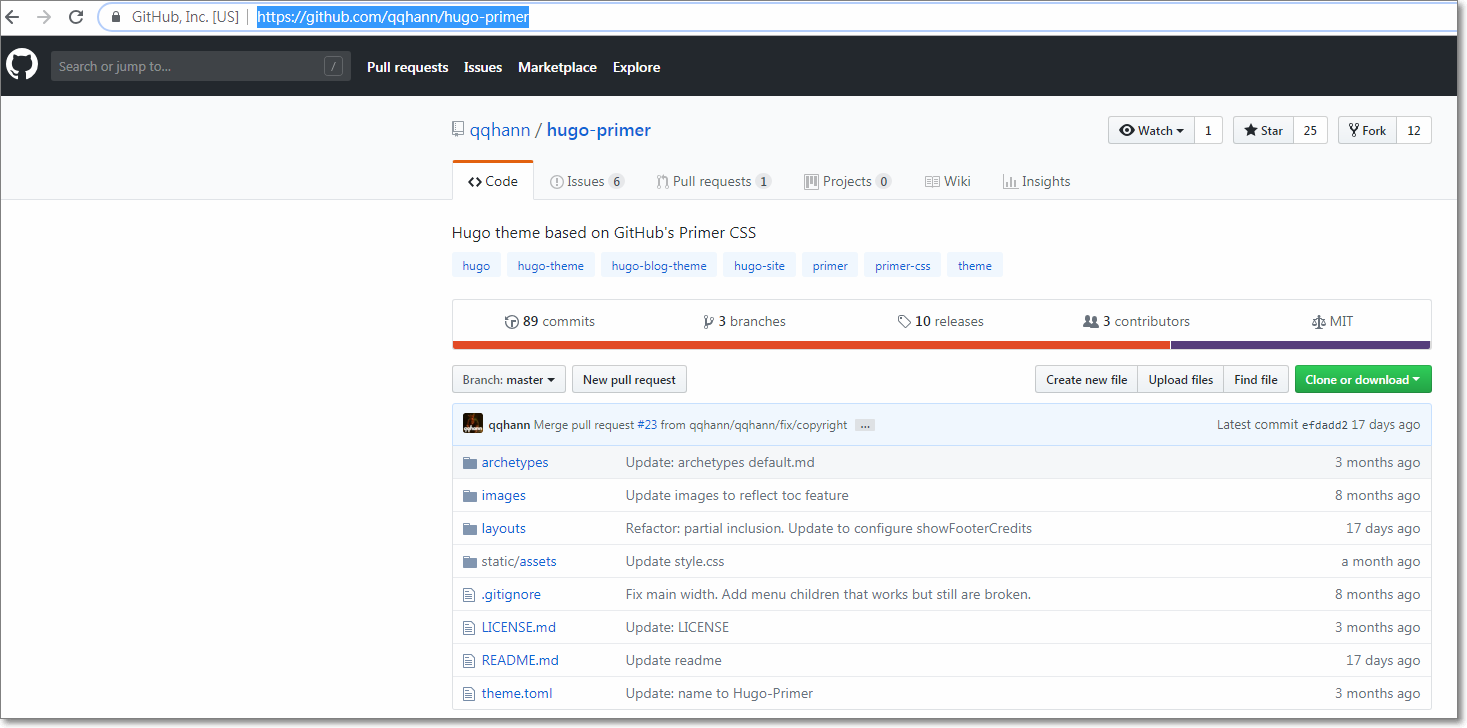 GitHub, Inc. [US] | https://github.com/qqhann/hugo-primer
Search or jump to... / Pull requests Issues Marketplace Explore
qqhann / hugo-primer Watch 1 Star 25 Fork 12
Code Issues 6 Pull requests 1 Projects 0 Wiki Insights
Hugo theme based on GitHub's Primer CSS
hugo hugo-theme hugo-blog-theme hugo-site primer primer-css theme
89 commits 3 branches 10 releases 3 contributors MIT
Branch: master New pull request Create new file Upload files Find file Clone or download
qqhann Merge pull request #23 from qqhann/qqhann/fix/copyright ... Latest commit efdadd2 17 days ago
archetypes Update: archetypes default.md 3 months ago
images Update images to reflect toc feature 8 months ago
layouts Refactor: partial inclusion. Update to configure showFooterCredits 17 days ago
static/assets Update style.css a month ago
.gitignore Fix main width. Add menu children that works but still are broken. 8 months ago
LICENSE.md Update: LICENSE 3 months ago
README.md Update readme 17 days ago
theme.toml Update: name to Hugo-Primer 3 months ago